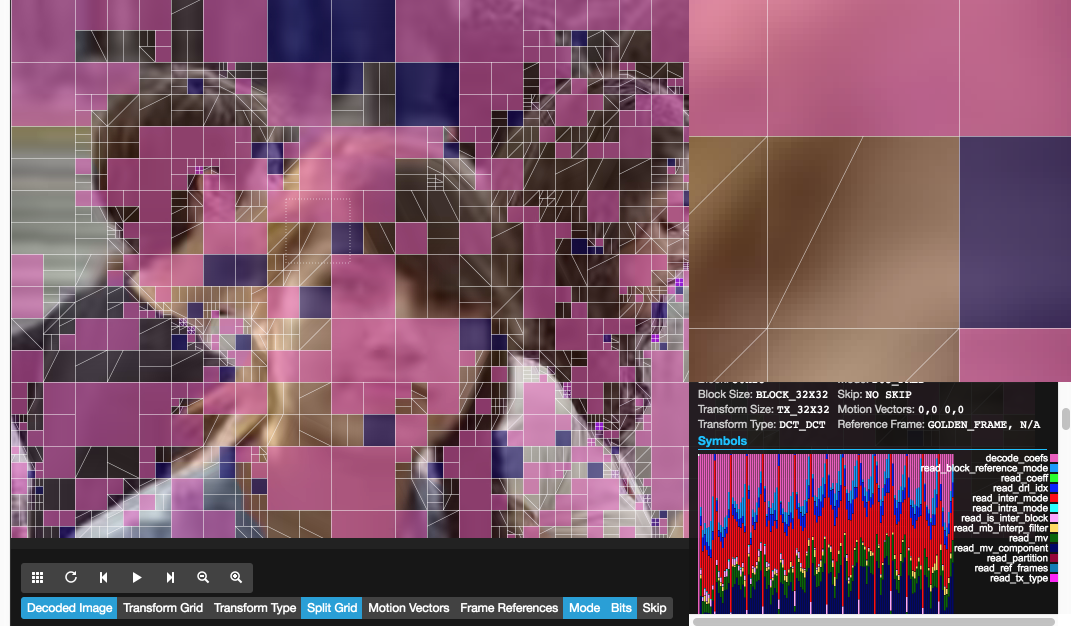 Block Size: BLOCK_32X32 Skip: NO SKIP
Transform Size: TX_32X32 Motion Vectors: 0,0 0,0
Transform Type: DCT_DCT Reference Frame: GOLDEN_FRAME, N/A
Symbols
decode_coefs
read_block_reference_mode
read_coeff
read_drl_idx
read_inter_mode
read_intra_mode
read_is_inter_block
read_mb_interp_filter
read_mv
read_mv_component
read_partition
read_ref_frames
read_tx_type
Decoded Image Transform Grid Transform Type Split Grid Motion Vectors Frame References Mode Bits Skip